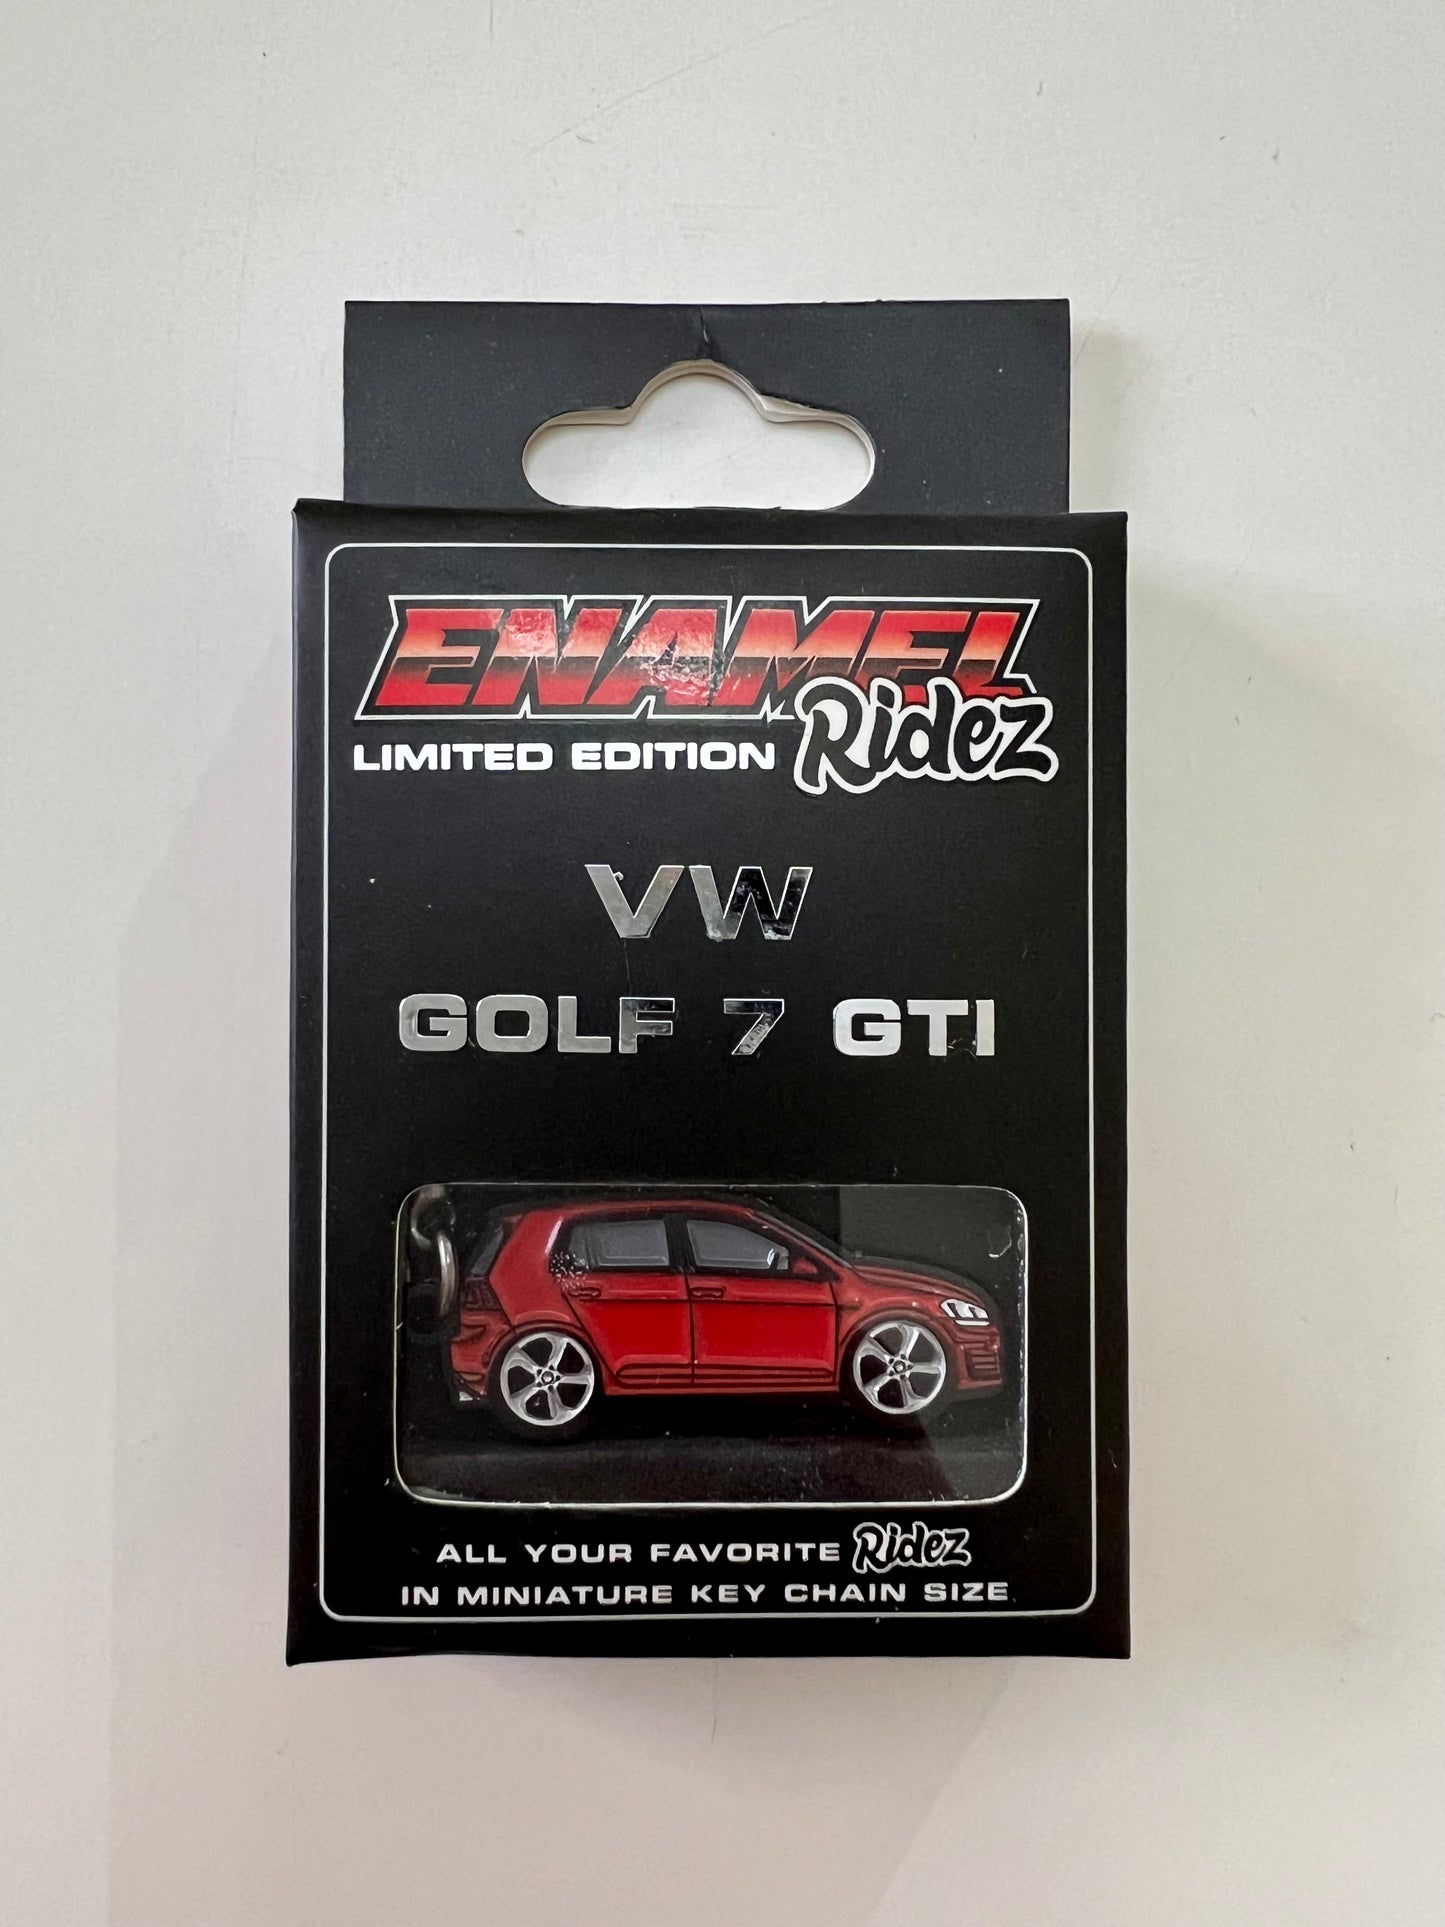 ENAMEL
Ridez
LIMITED EDITION
VW
GOLF 7 GTI
ALL YOUR FAVORITE Ridez
IN MINIATURE KEY CHAIN SIZE